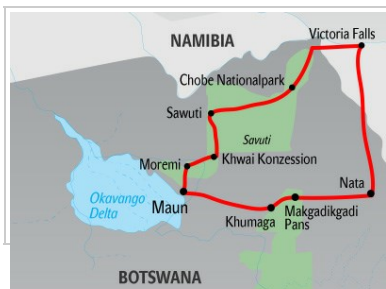 Victoria Falls
NAMIBIA
Chobe Nationalpark
Sawuti
Savuti
Moremi
Khwai Konzession
Okavango
Delta
Maun
Nata
Khumaga
Makgadikgadi
Pans
BOTSWANA